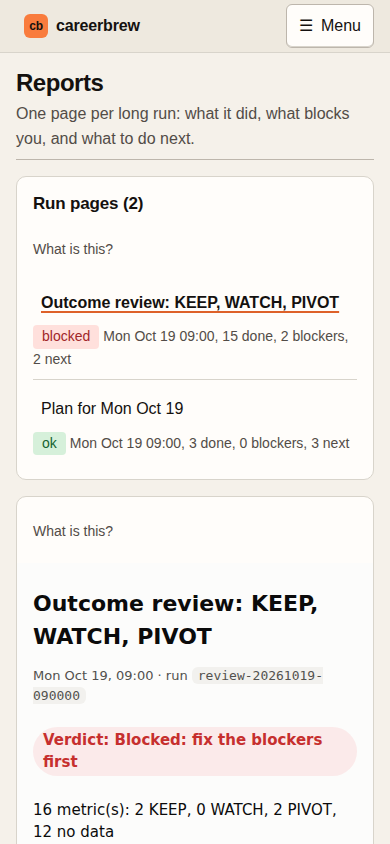 cb careerbrew
☰ Menu
Reports
One page per long run: what it did, what blocks
you, and what to do next.
Run pages (2)
What is this?
Outcome review: KEEP, WATCH, PIVOT
blocked Mon Oct 19 09:00, 15 done, 2 blockers,
2 next
Plan for Mon Oct 19
ok Mon Oct 19 09:00, 3 done, 0 blockers, 3 next
What is this?
Outcome review: KEEP,
WATCH, PIVOT
Mon Oct 19, 09:00 · run review-20261019-
090000
Verdict: Blocked: fix the blockers
first
16 metric(s): 2 KEEP, 0 WATCH, 2 PIVOT,
12 no data